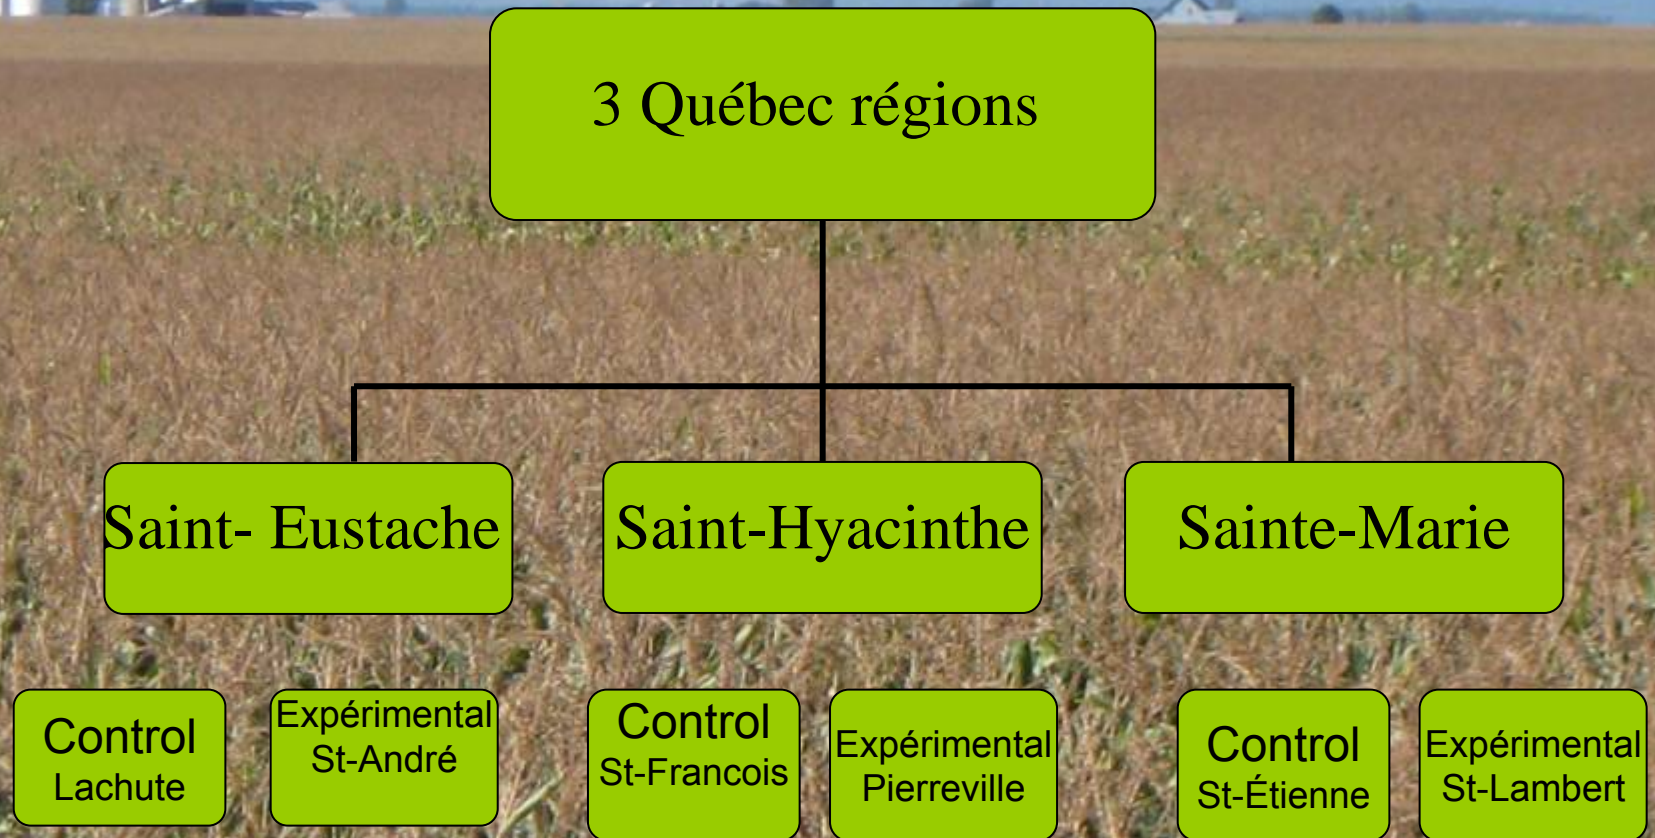 3 Québec régions
Saint- Eustache
Saint-Hyacinthe
Sainte-Marie
Control
Lachute
Expérimental
St-André
Control
St-Francois
Expérimental
Pierreville
Control
St-Étienne
Expérimental
St-Lambert